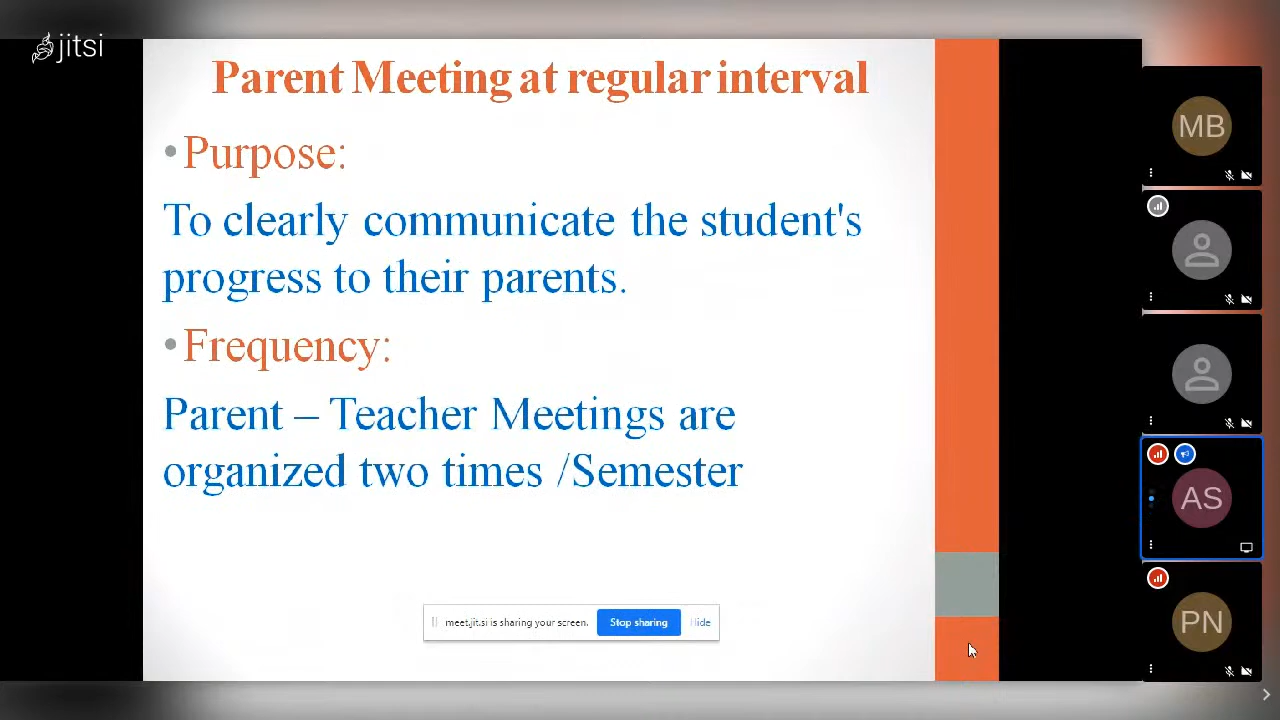 jitsi
Parent Meeting at regular interval
•Purpose:
To clearly communicate the student's
progress to their parents.
•Frequency:
Parent – Teacher Meetings are
organized two times /Semester
meet.jit.si is sharing your screen. Stop sharing Hide
MB
AS
PN